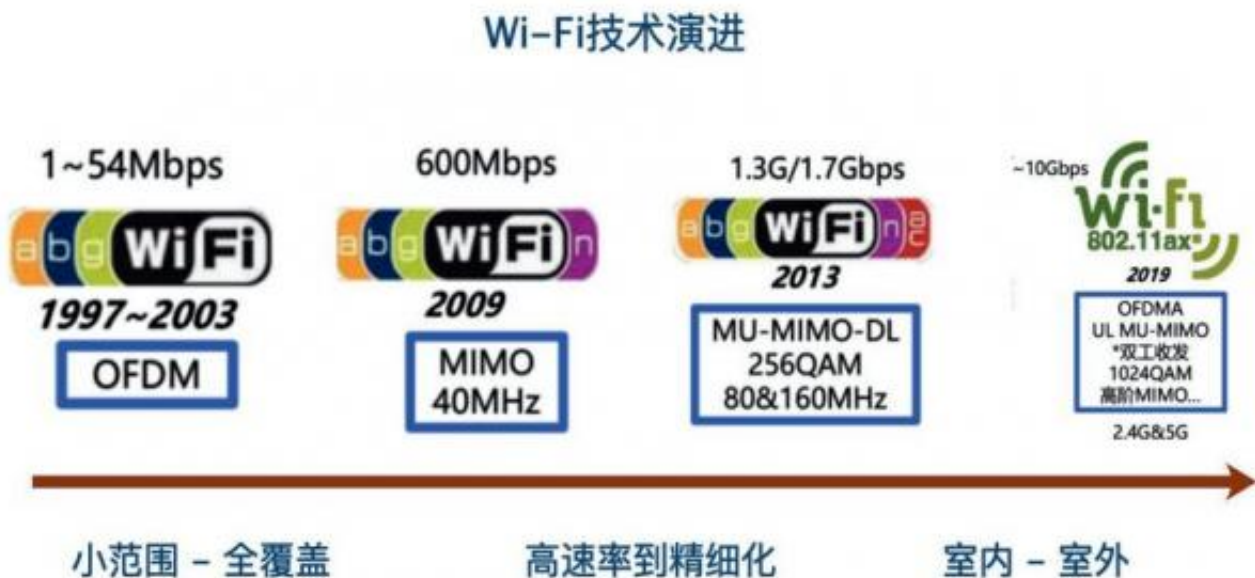 Wi-Fi技术演进
1~54Mbps
abg WiFi
1997~2003
OFDM
600Mbps
abg WiFi n
2009
MIMO
40MHz
1.3G/1.7Gbps
abg WiFi n ac
2013
MU-MIMO-DL
256QAM
80&160MHz
~10Gbps
Wi-Fi
802.11ax
2019
OFDMA
UL MU-MIMO
*双工收发
1024QAM
高阶MIMO...
2.4G&5G
小范围 - 全覆盖
高速率到精细化
室内 - 室外